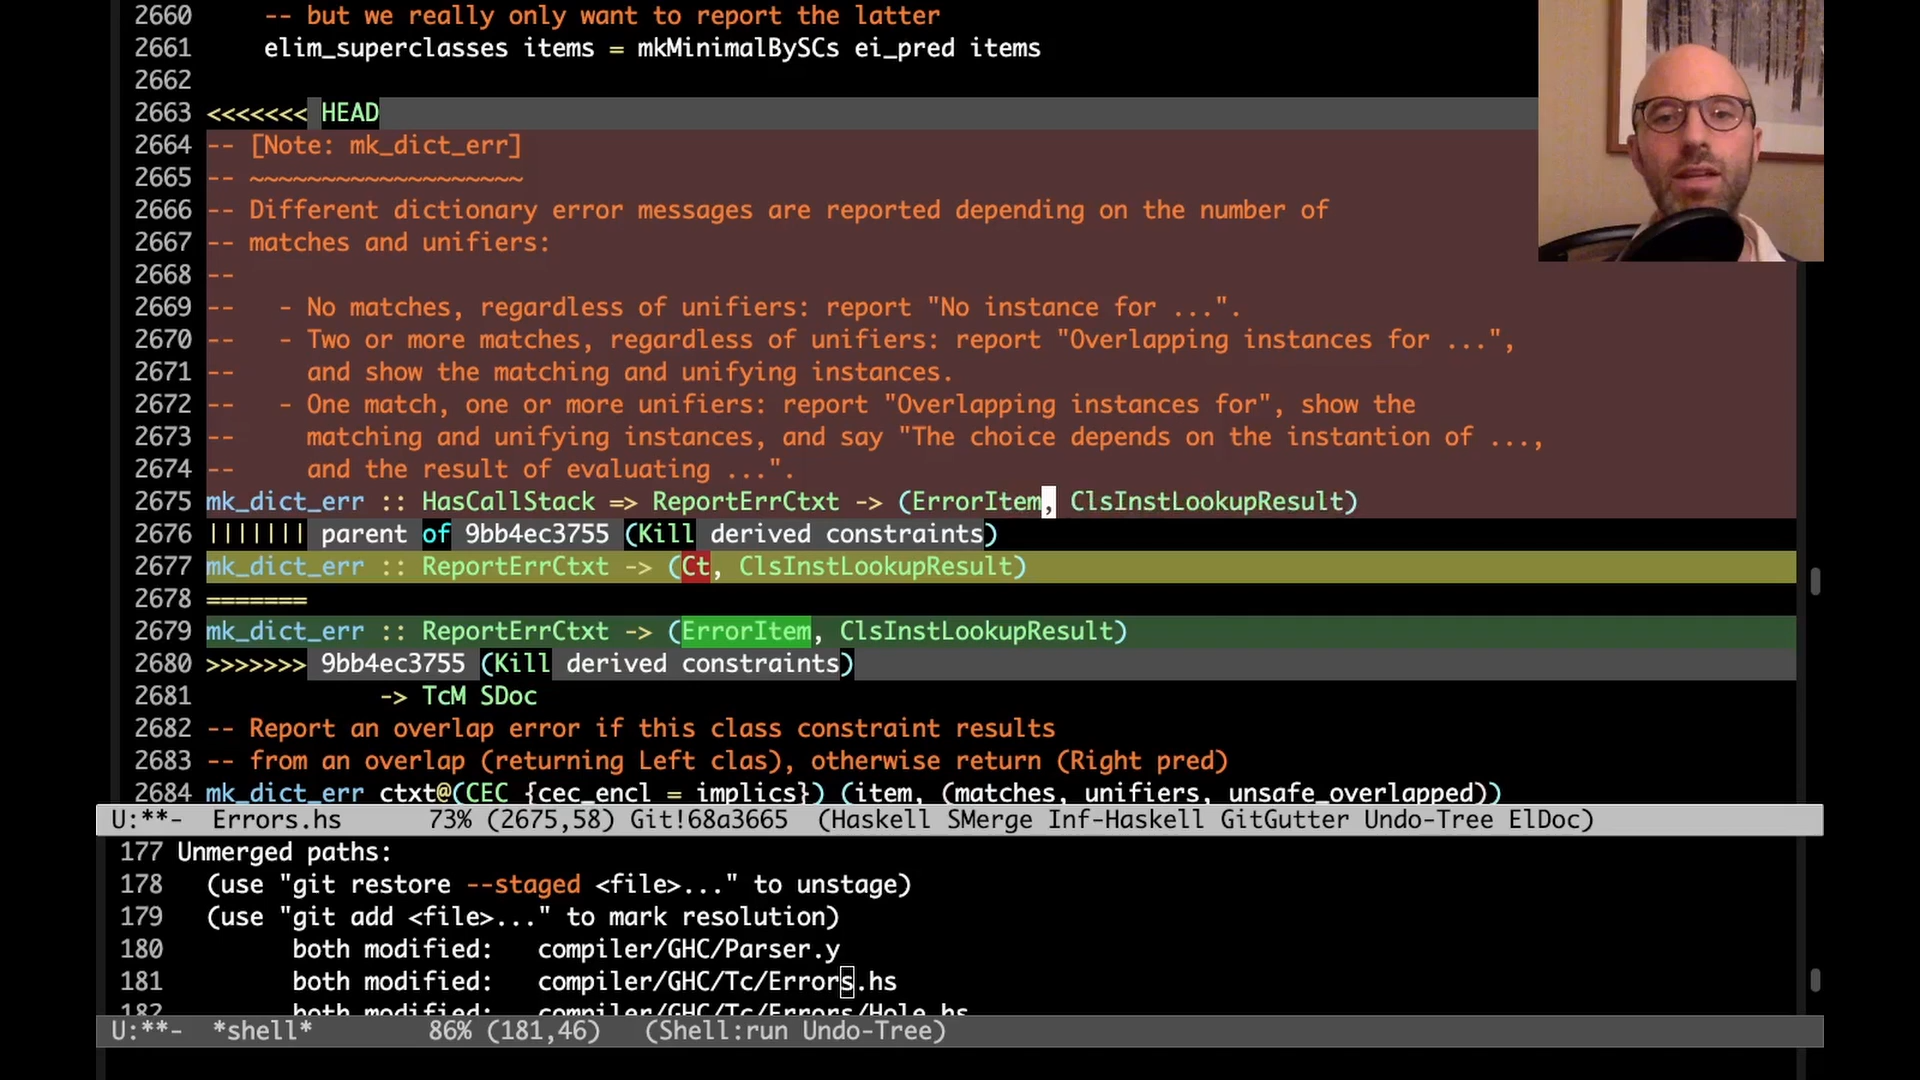 2660     -- but we really only want to report the latter
2661     elim_superclasses items = mkMinimalBySCs ei_pred items
2662
2663 <<<<<<< HEAD
2664 -- [Note: mk_dict_err]
2665 -- ~~~~~~~~~~~~~~~~~~~
2666 -- Different dictionary error messages are reported depending on the number of
2667 -- matches and unifiers:
2668 --
2669 --   - No matches, regardless of unifiers: report "No instance for ...".
2670 --   - Two or more matches, regardless of unifiers: report "Overlapping instances for ...",
2671 --     and show the matching and unifying instances.
2672 --   - One match, one or more unifiers: report "Overlapping instances for", show the
2673 --     matching and unifying instances, and say "The choice depends on the instantion of ...,
2674 --     and the result of evaluating ...".
2675 mk_dict_err :: HasCallStack => ReportErrCtxt -> (ErrorItem, ClsInstLookupResult)
2676 ||||||| parent of 9bb4ec3755 (Kill derived constraints)
2677 mk_dict_err :: ReportErrCtxt -> (Ct, ClsInstLookupResult)
2678 =======
2679 mk_dict_err :: ReportErrCtxt -> (ErrorItem, ClsInstLookupResult)
2680 >>>>>>> 9bb4ec3755 (Kill derived constraints)
2681             -> TcM SDoc
2682 -- Report an overlap error if this class constraint results
2683 -- from an overlap (returning Left clas), otherwise return (Right pred)
2684 mk_dict_err ctxt@(CEC {cec_encl = implics}) (item, (matches, unifiers, unsafe_overlapped))
U:**-  Errors.hs      73% (2675,58) Git!68a3665  (Haskell SMerge Inf-Haskell GitGutter Undo-Tree ElDoc)
177 Unmerged paths:
178   (use "git restore --staged <file>..." to unstage)
179   (use "git add <file>..." to mark resolution)
180         both modified:   compiler/GHC/Parser.y
181         both modified:   compiler/GHC/Tc/Errors.hs
182         both modified:   compiler/GHC/Tc/Errors/Hole.hs
U:**-  *shell*        86% (181,46)   (Shell:run Undo-Tree)